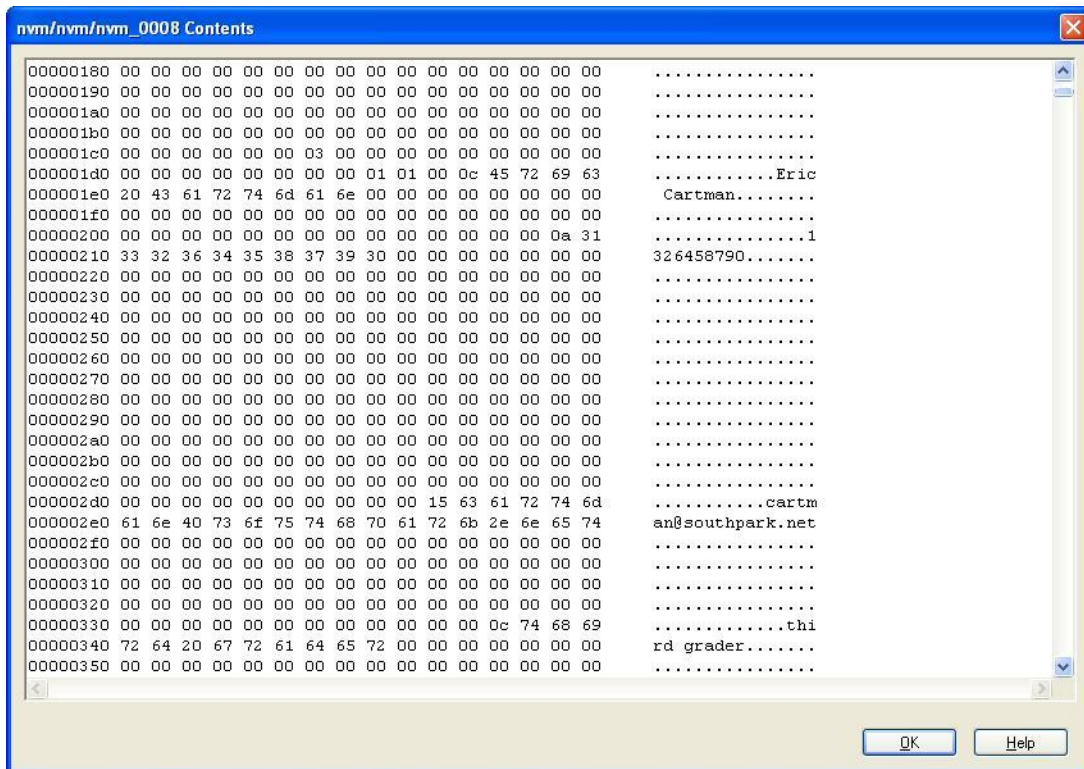 nvm/nvm/nvm_0008 Contents
00000180 00 00 00 00 00 00 00 00 00 00 00 00 00 00 00 00 ................
00000190 00 00 00 00 00 00 00 00 00 00 00 00 00 00 00 00 ................
000001a0 00 00 00 00 00 00 00 00 00 00 00 00 00 00 00 00 ................
000001b0 00 00 00 00 00 00 00 00 00 00 00 00 00 00 00 00 ................
000001c0 00 00 00 00 00 00 03 00 00 00 00 00 00 00 00 00 ................
000001d0 00 00 00 00 00 00 00 00 01 01 00 0c 45 72 69 63 ............Eric
000001e0 20 43 61 72 74 6d 61 6e 00 00 00 00 00 00 00 00  Cartman........
000001f0 00 00 00 00 00 00 00 00 00 00 00 00 00 00 00 00 ................
00000200 00 00 00 00 00 00 00 00 00 00 00 00 00 00 0a 31 ...............1
00000210 33 32 36 34 35 38 37 39 30 00 00 00 00 00 00 00 326458790.......
00000220 00 00 00 00 00 00 00 00 00 00 00 00 00 00 00 00 ................
00000230 00 00 00 00 00 00 00 00 00 00 00 00 00 00 00 00 ................
00000240 00 00 00 00 00 00 00 00 00 00 00 00 00 00 00 00 ................
00000250 00 00 00 00 00 00 00 00 00 00 00 00 00 00 00 00 ................
00000260 00 00 00 00 00 00 00 00 00 00 00 00 00 00 00 00 ................
00000270 00 00 00 00 00 00 00 00 00 00 00 00 00 00 00 00 ................
00000280 00 00 00 00 00 00 00 00 00 00 00 00 00 00 00 00 ................
00000290 00 00 00 00 00 00 00 00 00 00 00 00 00 00 00 00 ................
000002a0 00 00 00 00 00 00 00 00 00 00 00 00 00 00 00 00 ................
000002b0 00 00 00 00 00 00 00 00 00 00 00 00 00 00 00 00 ................
000002c0 00 00 00 00 00 00 00 00 00 00 00 00 00 00 00 00 ................
000002d0 00 00 00 00 00 00 00 00 00 00 15 63 61 72 74 6d ...........cartm
000002e0 61 6e 40 73 6f 75 74 68 70 61 72 6b 2e 6e 65 74 an@southpark.net
000002f0 00 00 00 00 00 00 00 00 00 00 00 00 00 00 00 00 ................
00000300 00 00 00 00 00 00 00 00 00 00 00 00 00 00 00 00 ................
00000310 00 00 00 00 00 00 00 00 00 00 00 00 00 00 00 00 ................
00000320 00 00 00 00 00 00 00 00 00 00 00 00 00 00 00 00 ................
00000330 00 00 00 00 00 00 00 00 00 00 00 00 0c 74 68 69 .............thi
00000340 72 64 20 67 72 61 64 65 72 00 00 00 00 00 00 00 rd grader.......
00000350 00 00 00 00 00 00 00 00 00 00 00 00 00 00 00 00 ................
OK Help